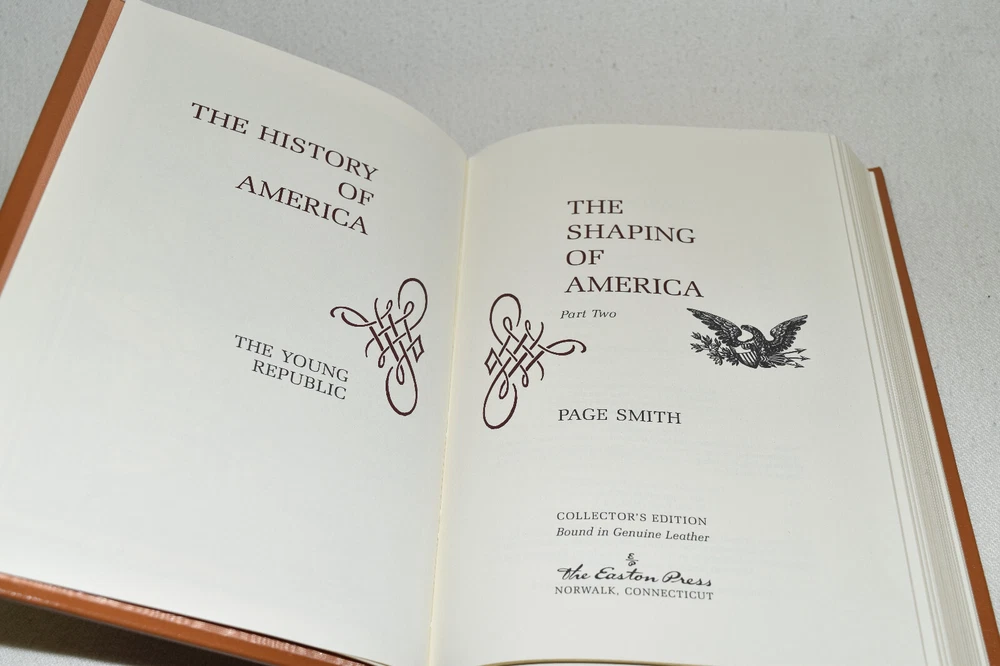 THE HISTORY
OF
AMERICA
THE YOUNG
REPUBLIC
THE
SHAPING
OF
AMERICA
Part Two
PAGE SMITH
COLLECTOR'S EDITION
Bound in Genuine Leather
The Easton Press
NORWALK, CONNECTICUT